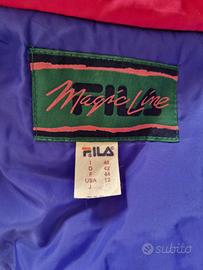 FILA
Magic Line
FILA
I 48
D 42
F 44
USA 12
J
subito